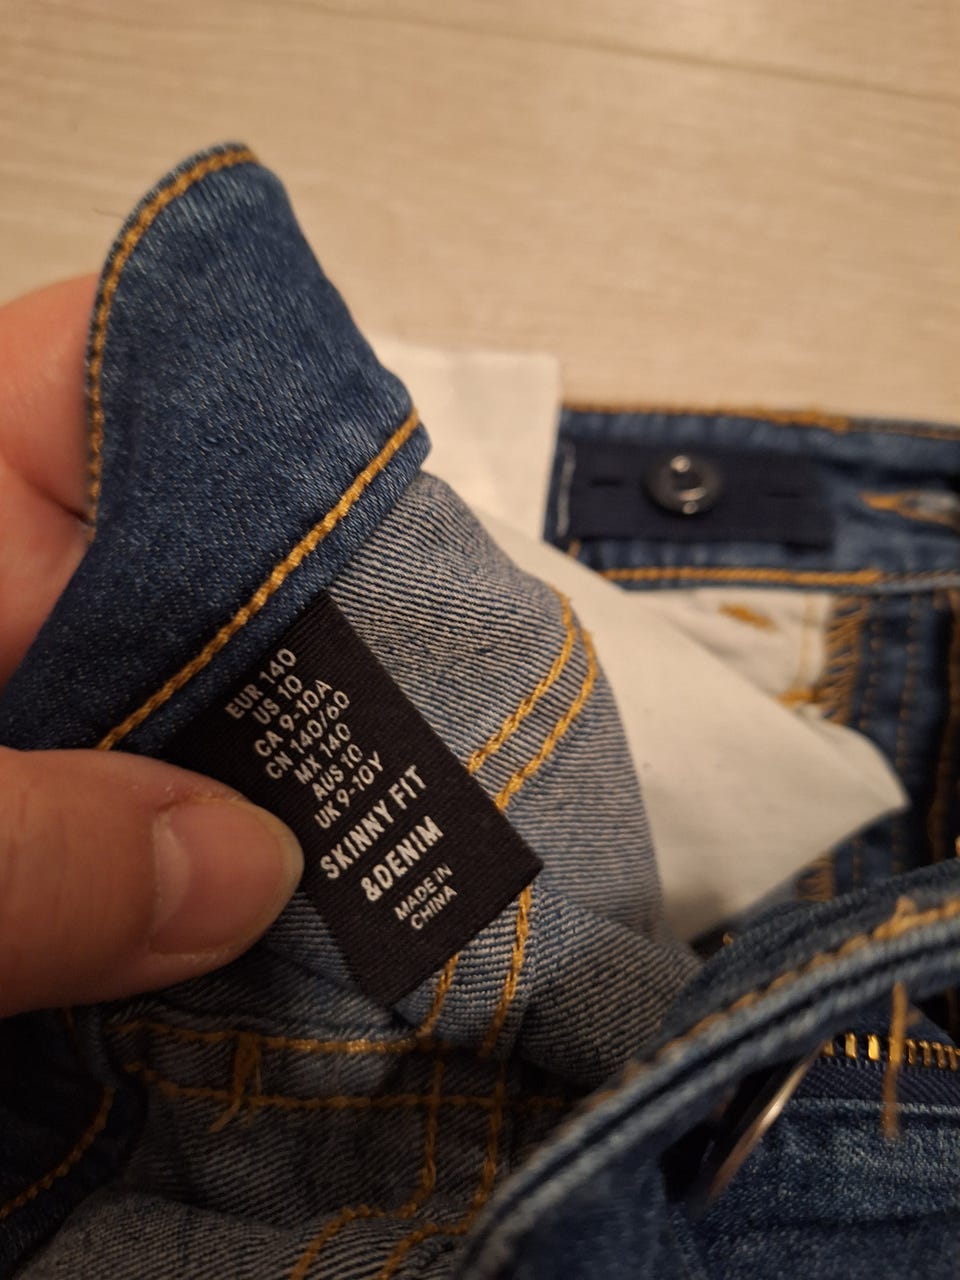 EUR 140
US 10
CA 9-10A
CN 140/60
MX 140
AUS 10
UK 9-10Y
SKINNY FIT
&DENIM
MADE IN
CHINA